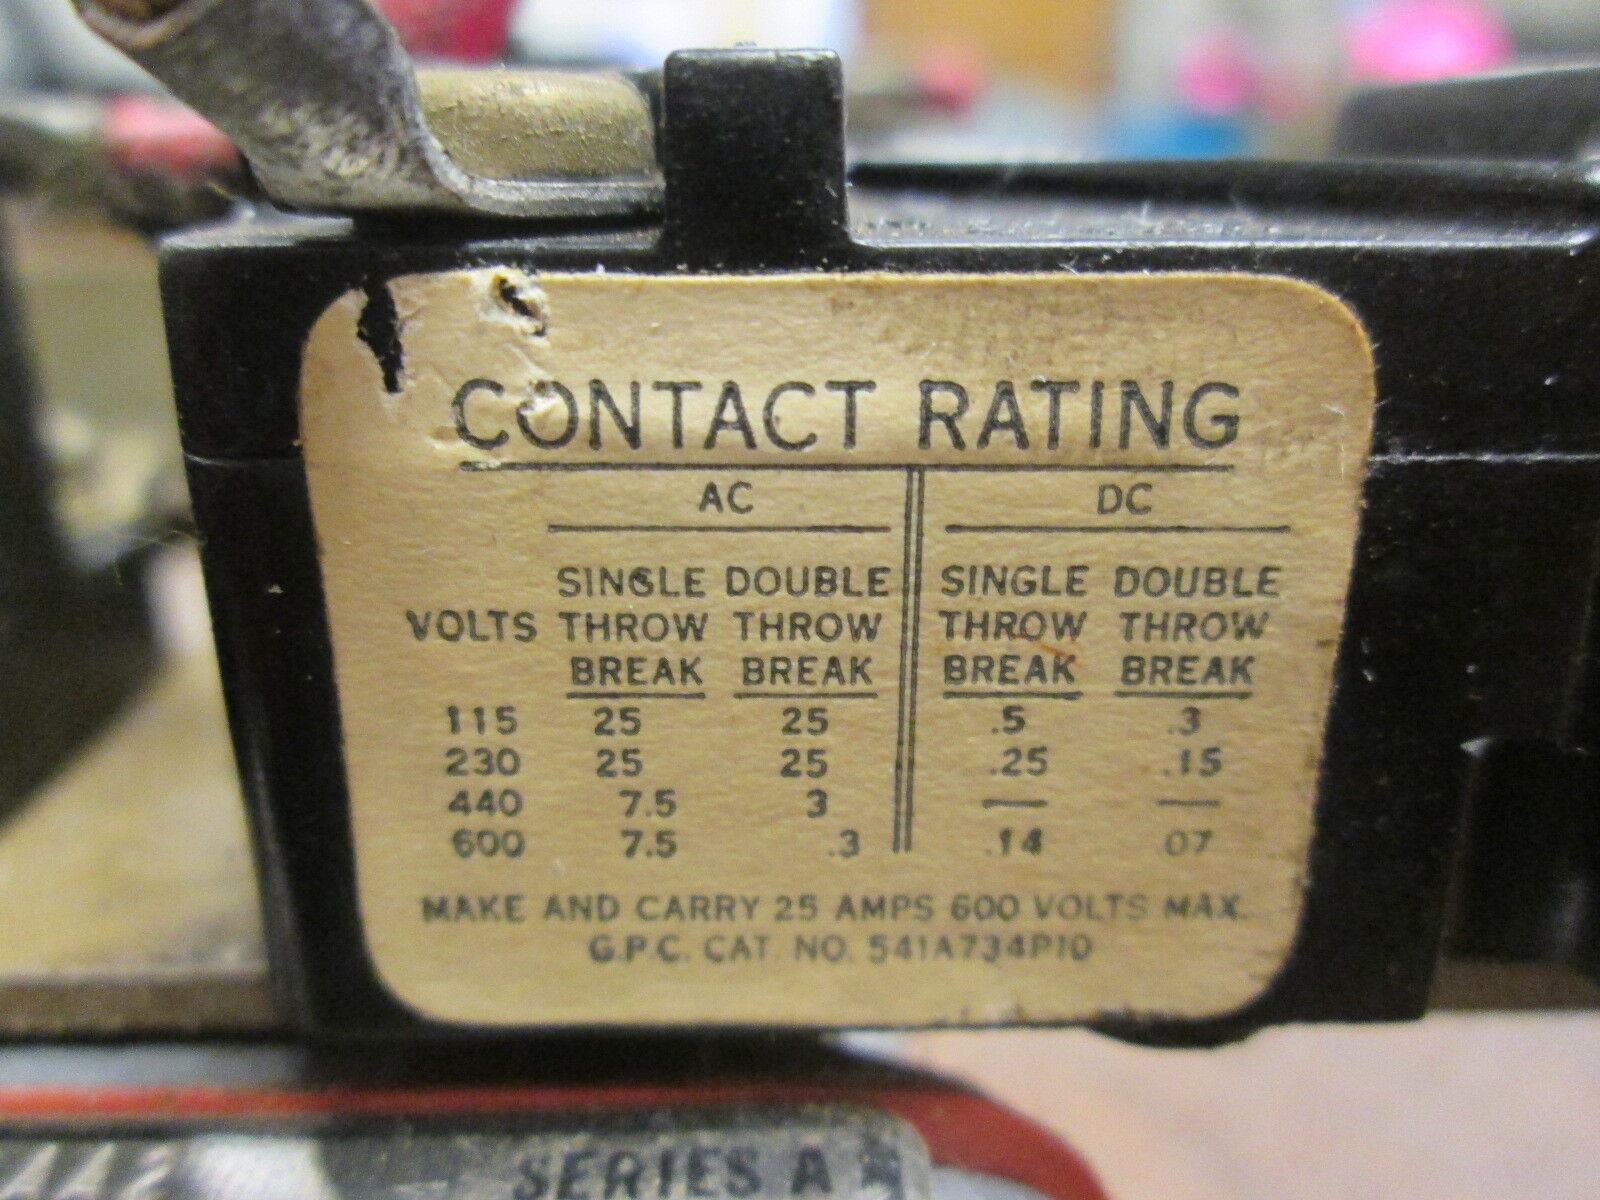 CONTACT RATING
AC DC
SINGLE DOUBLE SINGLE DOUBLE
VOLTS THROW THROW THROW THROW
BREAK BREAK BREAK BREAK
115 25 25 .5 .3
230 25 25 .25 .15
440 7.5 3 — —
600 7.5 .3 .14 07
MAKE AND CARRY 25 AMPS 600 VOLTS MAX.
G.P.C. CAT. NO. 541A734P10
SERIES A